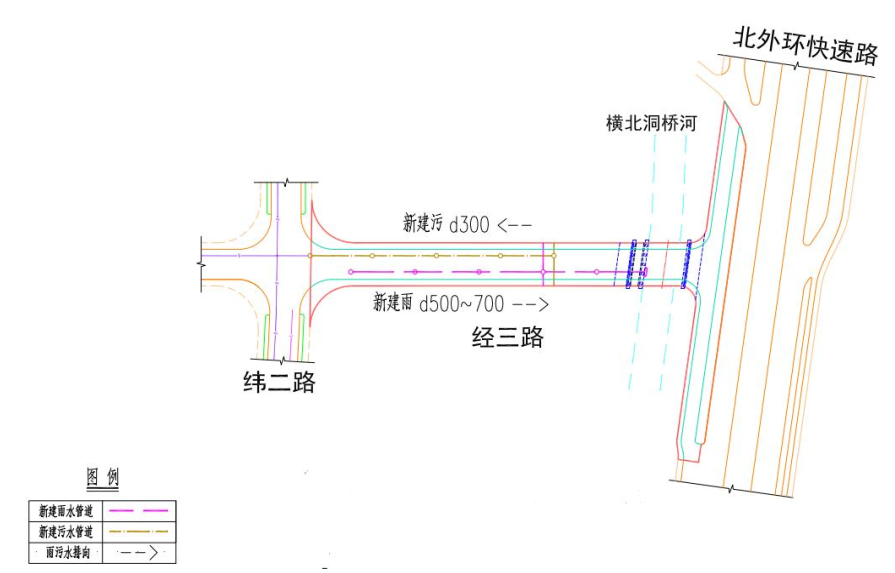 北外环快速路
横北洞桥河
新建污 d300 <--
新建雨 d500~700 -->
经三路
纬二路
图 例
新建雨水管道
新建污水管道
雨污水排向